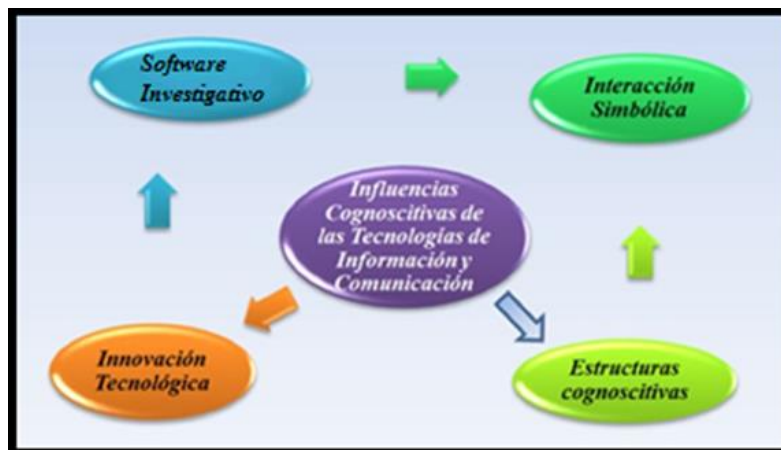 Software
Investigativo
Interacción
Simbólica
Influencias
Cognoscitivas de
las Tecnologías de
Información y
Comunicación
Innovación
Tecnológica
Estructuras
cognoscitivas